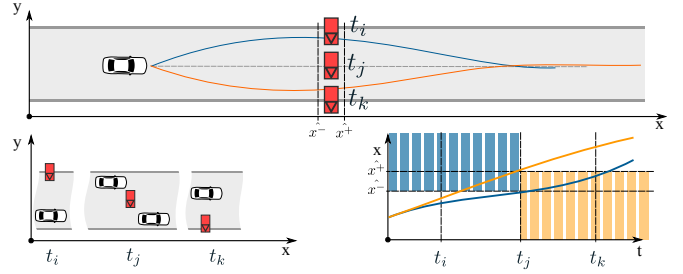 y
t_i
t_j
t_k
x̂^- x̂^+
x
y
x
t_i t_j t_k
x
x̂^+
x̂^-
t_i t_j t_k
t